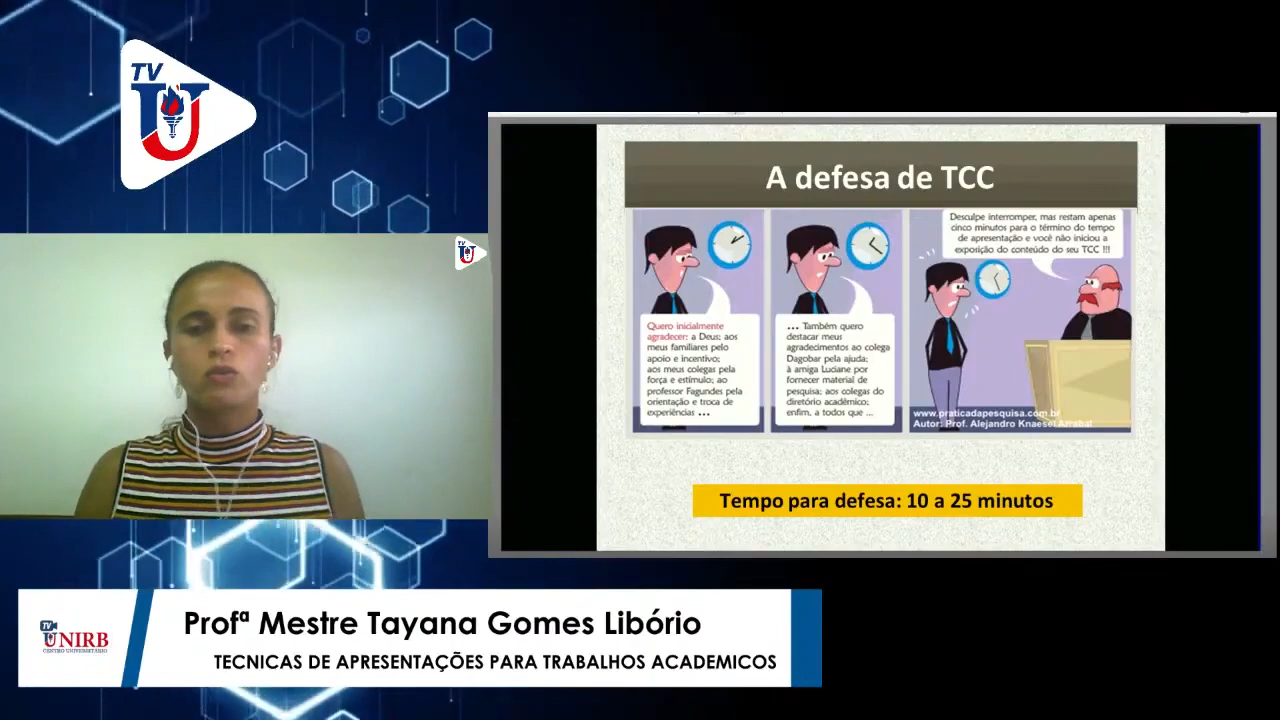 TV
U
TV
U
A defesa de TCC
Quero inicialmente
agradecer: a Deus; aos
meus familiares pelo
apoio e incentivo;
aos meus colegas pela
força e estímulo; ao
professor Fagundes pela
orientação e troca de
experiências ...
... Também quero
destacar meus
agradecimentos ao colega
Dagobar pela ajuda;
à amiga Luciane por
fornecer material de
pesquisa; aos colegas do
diretório acadêmico;
enfim, a todos que ...
Desculpe interromper, mas restam apenas
cinco minutos para o término do tempo
de apresentação e você não iniciou a
exposição do conteúdo do seu TCC !!!
www.praticadapesquisa.com.br
Autor: Prof. Alejandro Knaesel Arrabal
Tempo para defesa: 10 a 25 minutos
TV
UNIRB
CENTRO UNIVERSITÁRIO
Profª Mestre Tayana Gomes Libório
TECNICAS DE APRESENTAÇÕES PARA TRABALHOS ACADEMICOS